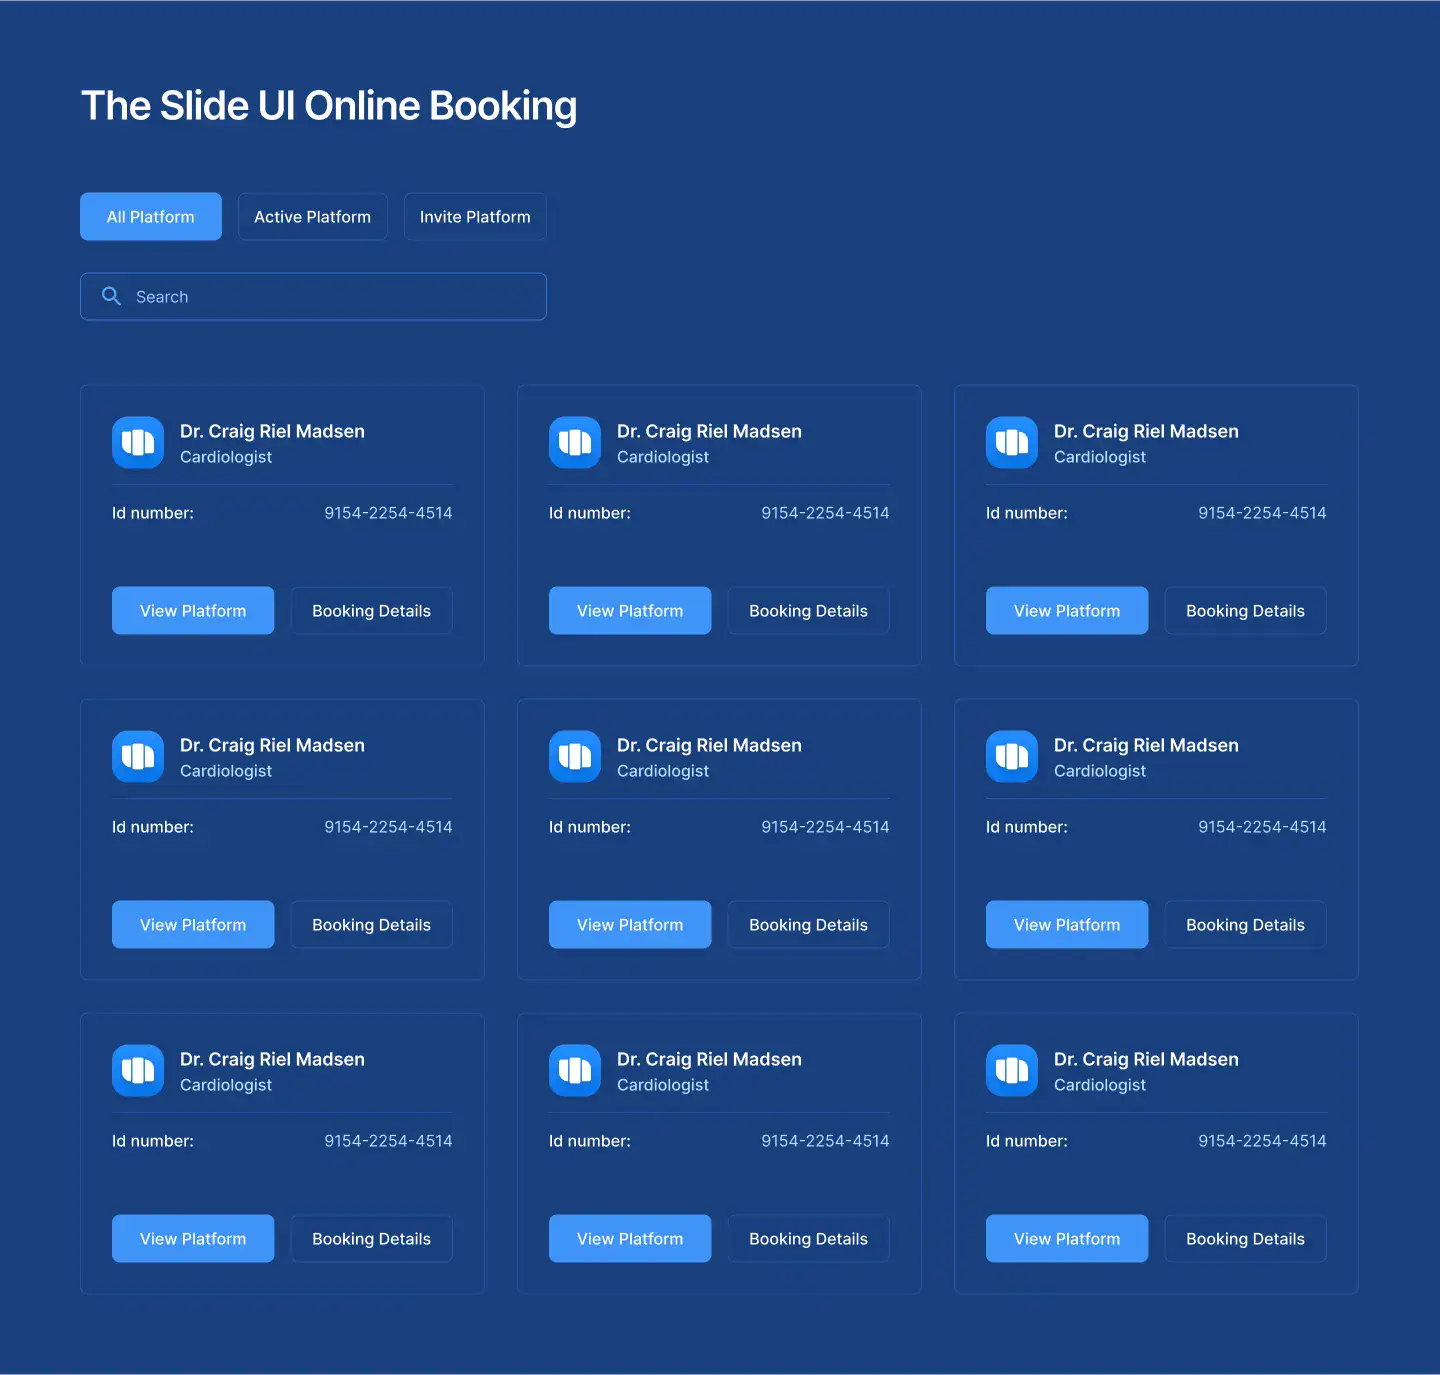 The Slide UI Online Booking
All Platform Active Platform Invite Platform
Search
Dr. Craig Riel Madsen
Cardiologist
Id number: 9154-2254-4514
View Platform Booking Details
Dr. Craig Riel Madsen
Cardiologist
Id number: 9154-2254-4514
View Platform Booking Details
Dr. Craig Riel Madsen
Cardiologist
Id number: 9154-2254-4514
View Platform Booking Details
Dr. Craig Riel Madsen
Cardiologist
Id number: 9154-2254-4514
View Platform Booking Details
Dr. Craig Riel Madsen
Cardiologist
Id number: 9154-2254-4514
View Platform Booking Details
Dr. Craig Riel Madsen
Cardiologist
Id number: 9154-2254-4514
View Platform Booking Details
Dr. Craig Riel Madsen
Cardiologist
Id number: 9154-2254-4514
View Platform Booking Details
Dr. Craig Riel Madsen
Cardiologist
Id number: 9154-2254-4514
View Platform Booking Details
Dr. Craig Riel Madsen
Cardiologist
Id number: 9154-2254-4514
View Platform Booking Details